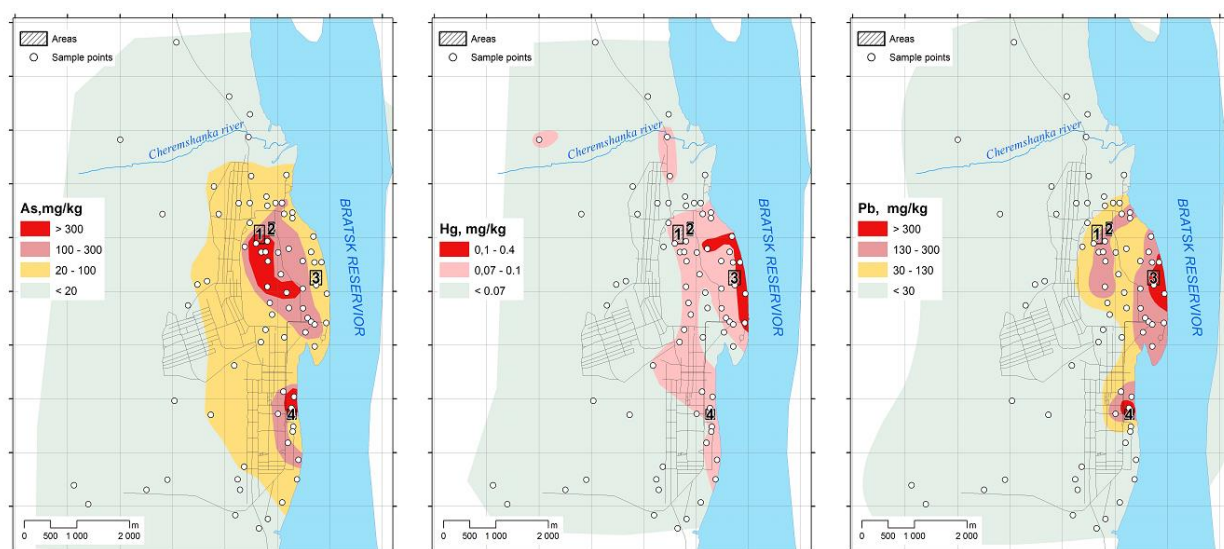 Areas
Sample points
Cheremshanka river
As,mg/kg
> 300
100 - 300
20 - 100
< 20
1
2
3
4
BRATSK RESERVIOR
0 500 1 000 2 000 m
Areas
Sample points
Cheremshanka river
Hg, mg/kg
0,1 - 0.4
0,07 - 0.1
< 0.07
1
2
3
4
BRATSK RESERVIOR
0 500 1 000 2 000 m
Areas
Sample points
Cheremshanka river
Pb, mg/kg
> 300
130 - 300
30 - 130
< 30
1
2
3
4
BRATSK RESERVIOR
0 500 1 000 2 000 m